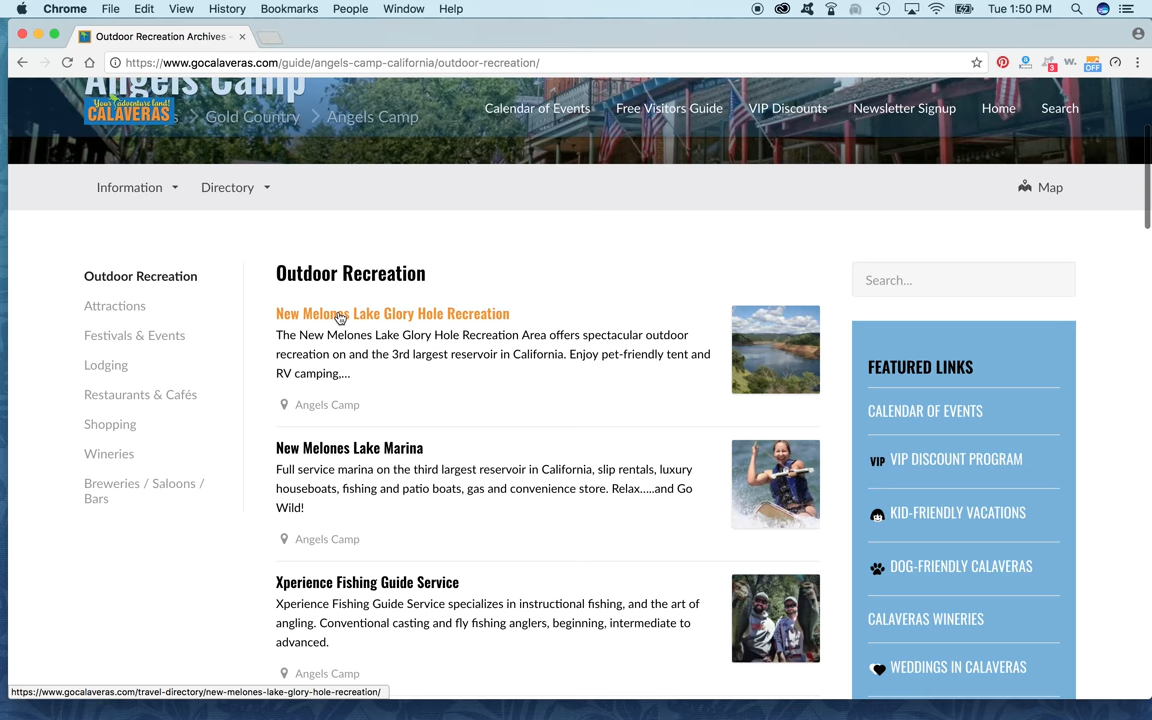 Chrome File Edit View History Bookmarks People Window Help Tue 1:50 PM
Outdoor Recreation Archives -
https://www.gocalaveras.com/guide/angels-camp-california/outdoor-recreation/
3
W.
OFF
Angels Camp
Your adventure land!
CALAVERAS
s Gold Country Angels Camp
Calendar of Events Free Visitors Guide VIP Discounts Newsletter Signup Home Search
Information Directory Map
Outdoor Recreation
Attractions
Festivals & Events
Lodging
Restaurants & Cafés
Shopping
Wineries
Breweries / Saloons /
Bars
Outdoor Recreation
New Melones Lake Glory Hole Recreation
The New Melones Lake Glory Hole Recreation Area offers spectacular outdoor
recreation on and the 3rd largest reservoir in California. Enjoy pet-friendly tent and
RV camping,...
Angels Camp
New Melones Lake Marina
Full service marina on the third largest reservoir in California, slip rentals, luxury
houseboats, fishing and patio boats, gas and convenience store. Relax.....and Go
Wild!
Angels Camp
Xperience Fishing Guide Service
Xperience Fishing Guide Service specializes in instructional fishing, and the art of
angling. Conventional casting and fly fishing anglers, beginning, intermediate to
advanced.
Angels Camp
Search...
FEATURED LINKS
CALENDAR OF EVENTS
VIP VIP DISCOUNT PROGRAM
KID-FRIENDLY VACATIONS
DOG-FRIENDLY CALAVERAS
CALAVERAS WINERIES
WEDDINGS IN CALAVERAS
https://www.gocalaveras.com/travel-directory/new-melones-lake-glory-hole-recreation/